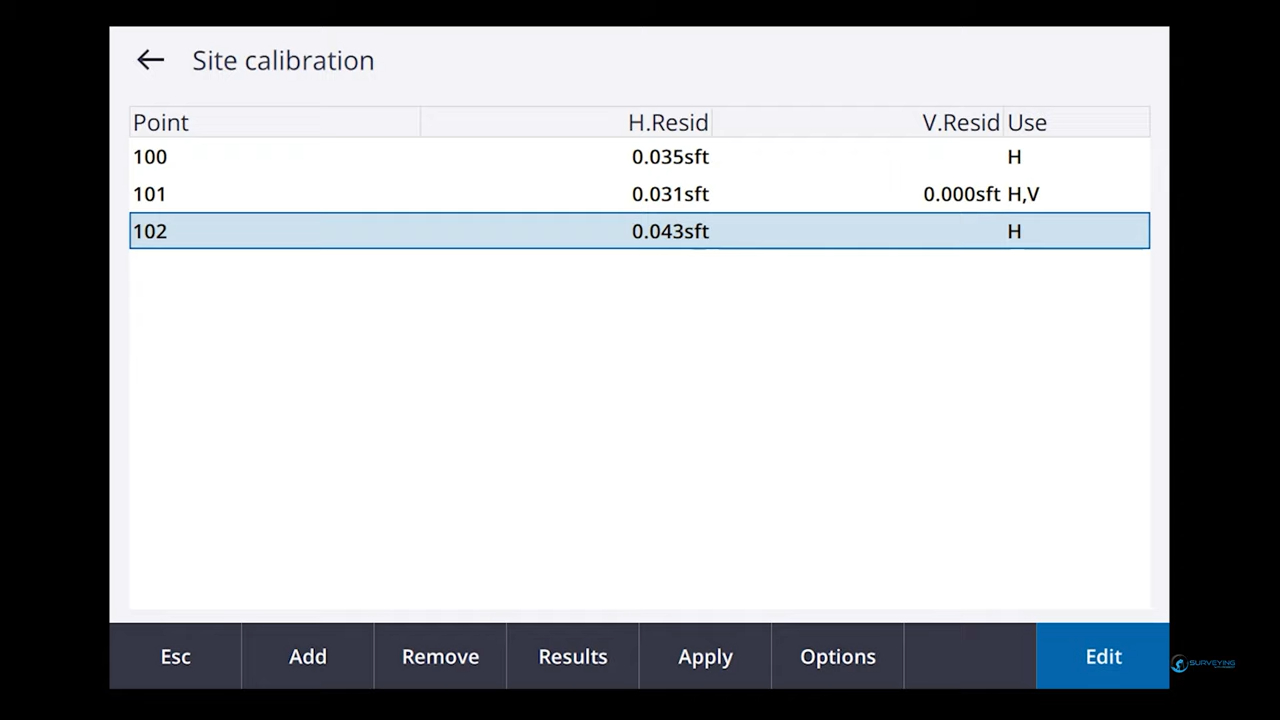 Site calibration
Point H.Resid V.Resid Use
100 0.035sft H
101 0.031sft 0.000sft H,V
102 0.043sft H
Esc Add Remove Results Apply Options Edit
SURVEYING